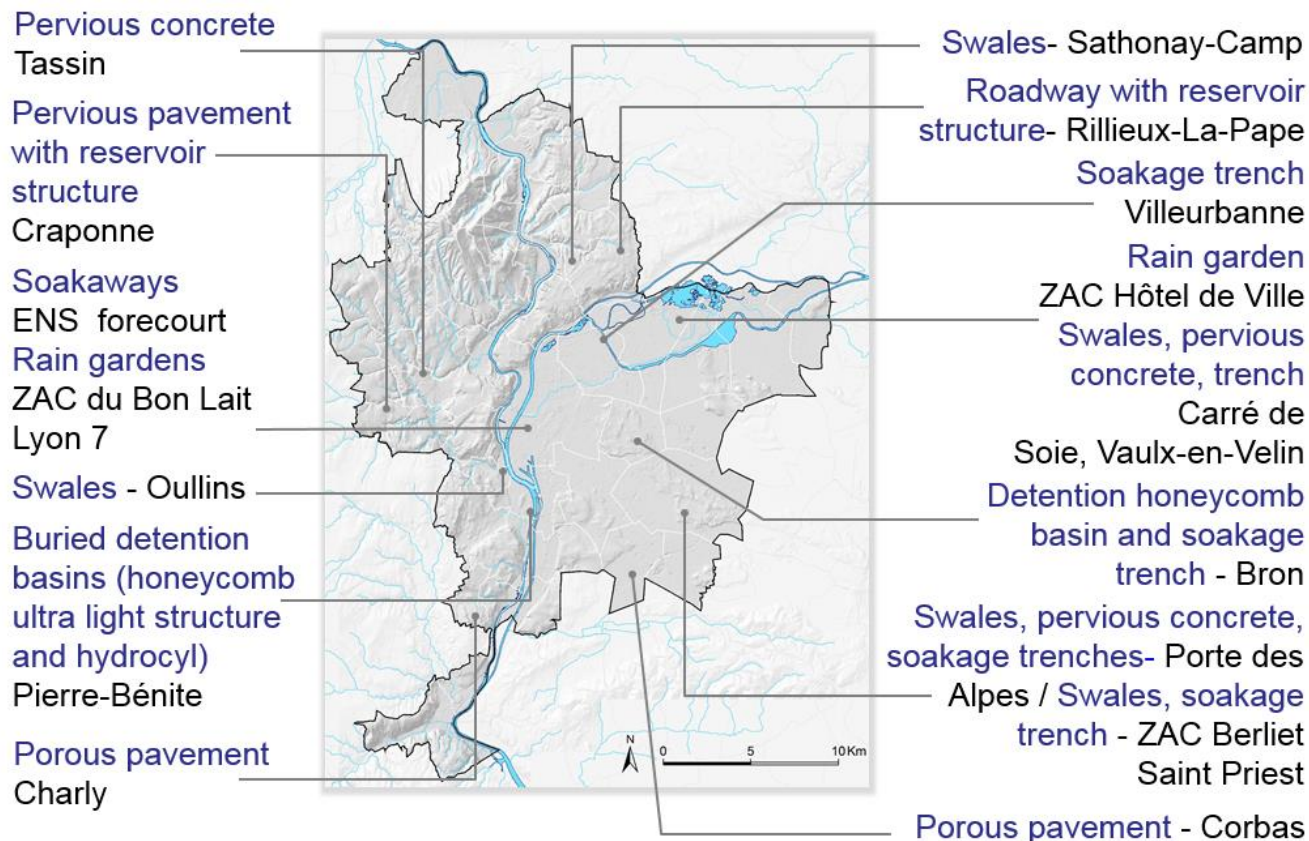 Pervious concrete
Tassin
Pervious pavement
with reservoir
structure
Craponne
Soakaways
ENS forecourt
Rain gardens
ZAC du Bon Lait
Lyon 7
Swales - Oullins
Buried detention
basins (honeycomb
ultra light structure
and hydrocyl)
Pierre-Bénite
Porous pavement
Charly
N
0 5 10 Km
Swales- Sathonay-Camp
Roadway with reservoir
structure- Rillieux-La-Pape
Soakage trench
Villeurbanne
Rain garden
ZAC Hôtel de Ville
Swales, pervious
concrete, trench
Carré de
Soie, Vaulx-en-Velin
Detention honeycomb
basin and soakage
trench - Bron
Swales, pervious concrete,
soakage trenches- Porte des
Alpes / Swales, soakage
trench - ZAC Berliet
Saint Priest
Porous pavement - Corbas